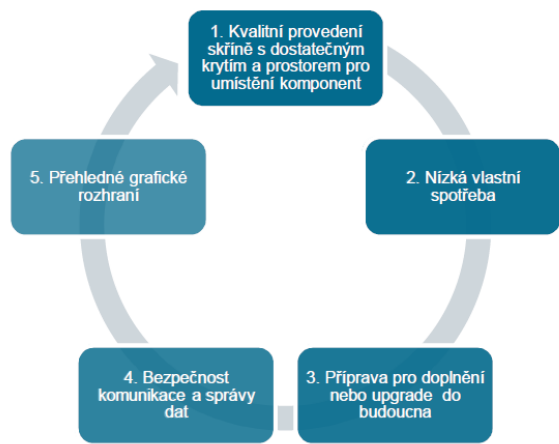 1. Kvalitní provedení
skříně s dostatečným
krytím a prostorem pro
umístění komponent
2. Nízká vlastní
spotřeba
3. Příprava pro doplnění
nebo upgrade do
budoucna
4. Bezpečnost
komunikace a správy
dat
5. Přehledné grafické
rozhraní